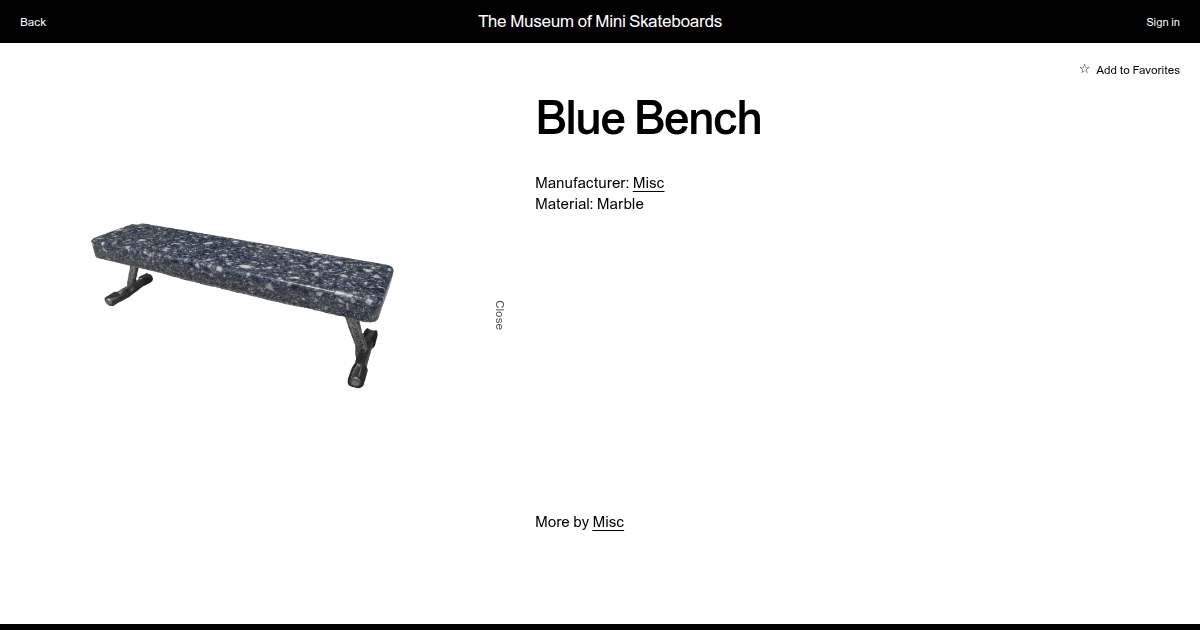 Back
The Museum of Mini Skateboards
Sign in
☆ Add to Favorites
Blue Bench
Manufacturer: Misc
Material: Marble
Close
More by Misc